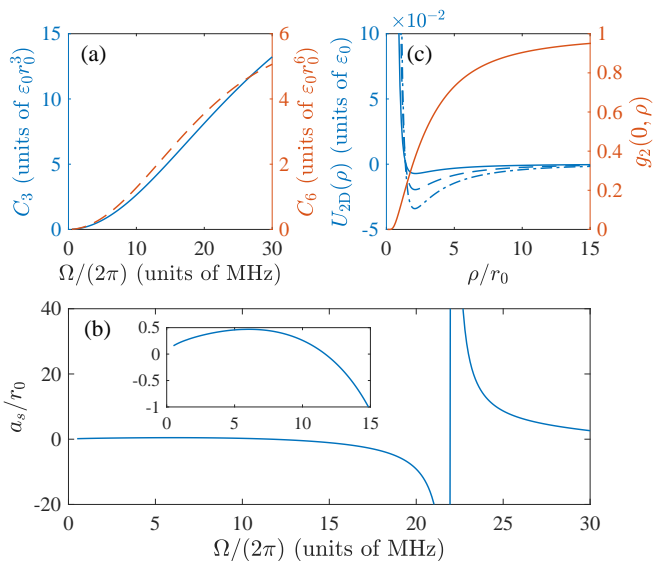 (a)
15
10
5
0
C₃ (units of ε₀r₀³)
6
4
2
0
C₆ (units of ε₀r₀⁶)
0 10 20 30
Ω/(2π) (units of MHz)
×10⁻²
(c)
10
5
0
-5
U₂D(ρ) (units of ε₀)
1
0.8
0.6
0.4
0.2
0
g₂(0, ρ)
0 5 10 15
ρ/r₀
(b)
40
20
0
-20
aₛ/r₀
0.5
0
-0.5
-1
0 5 10 15
0 5 10 15 20 25 30
Ω/(2π) (units of MHz)